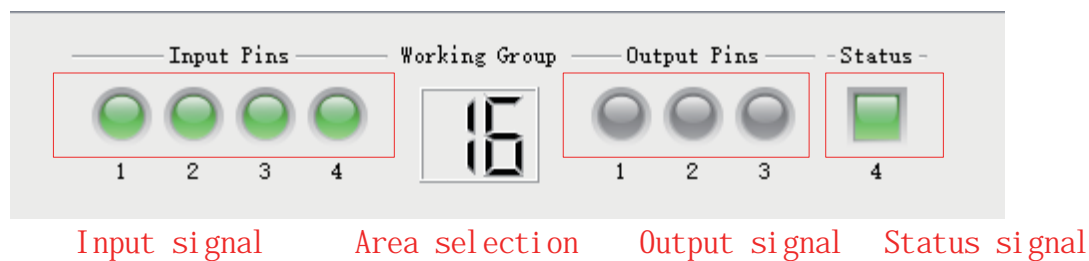 Input Pins Working Group Output Pins Status
16
1 2 3 4 1 2 3 4
Input signal Area selection Output signal Status signal